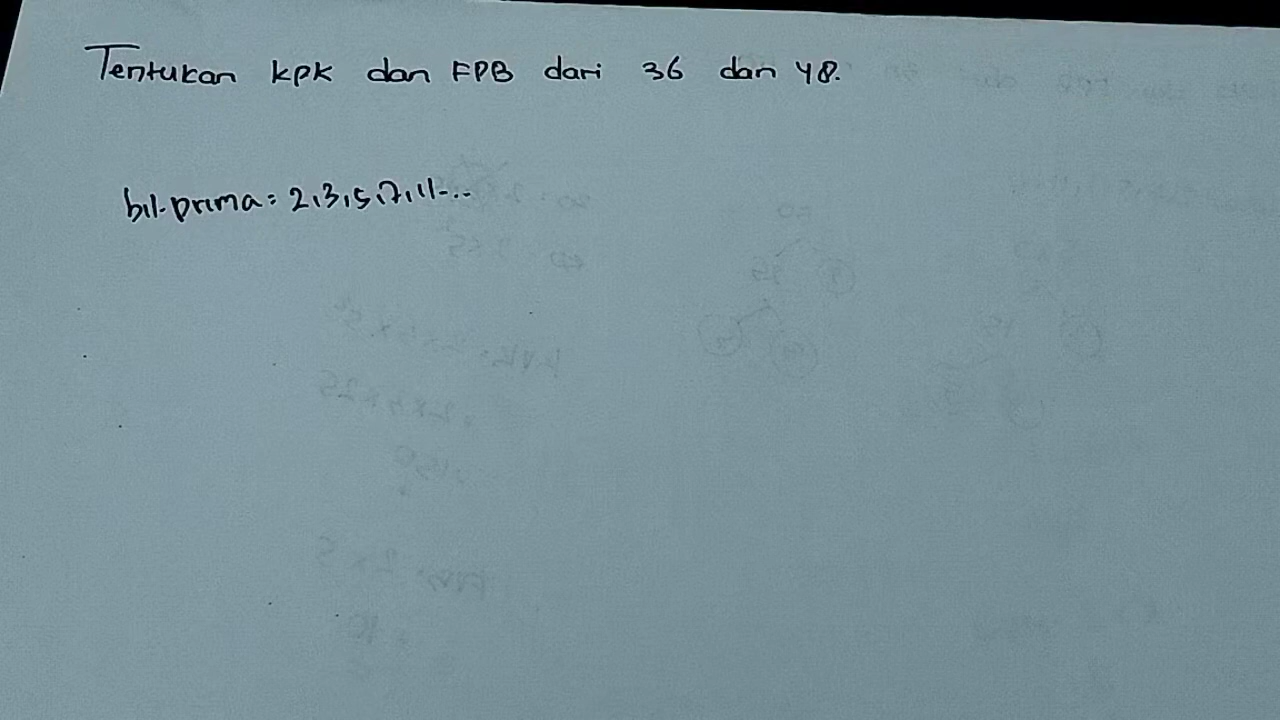 Tentukan kpk dan FPB dari 36 dan 48.
bil.prima = 2,3,5,7,11-...